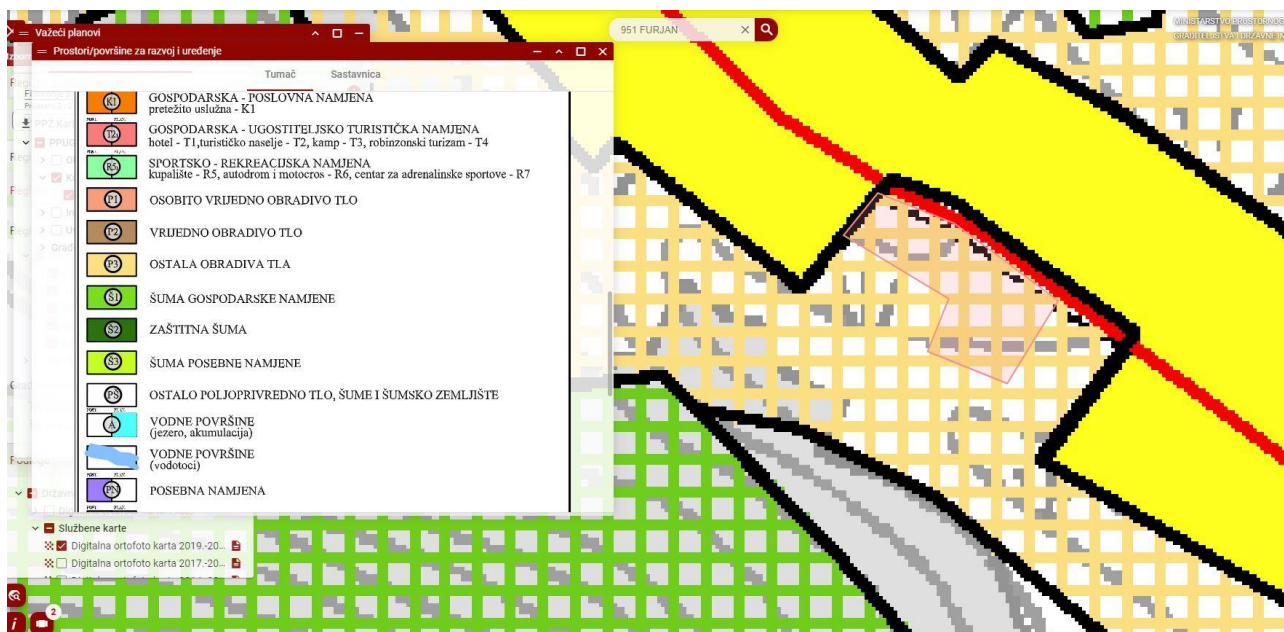 Važeći planovi
Prostori/površine za razvoj i uređenje
Tumač Sastavnica
K1 GOSPODARSKA - POSLOVNA NAMJENA
pretežito uslužna - K1
T2 GOSPODARSKA - UGOSTITELJSKO TURISTIČKA NAMJENA
hotel - T1,turističko naselje - T2, kamp - T3, robinzonski turizam - T4
R5 SPORTSKO - REKREACIJSKA NAMJENA
kupalište - R5, autodrom i motocros - R6, centar za adrenalinske sportove - R7
P1 OSOBITO VRIJEDNO OBRADIVO TLO
P2 VRIJEDNO OBRADIVO TLO
P3 OSTALA OBRADIVA TLA
Š1 ŠUMA GOSPODARSKE NAMJENE
Š2 ZAŠTITNA ŠUMA
Š3 ŠUMA POSEBNE NAMJENE
PŠ OSTALO POLJOPRIVREDNO TLO, ŠUME I ŠUMSKO ZEMLJIŠTE
A VODNE POVRŠINE
(jezero, akumulacija)
VODNE POVRŠINE
(vodotoci)
PN POSEBNA NAMJENA
Službene karte
Digitalna ortofoto karta 2019.-20...
Digitalna ortofoto karta 2017.-20...
2
951 FURJAN
MINISTARSTVO PROSTORNOG
GRADITELJSTVA I DRŽAVNE IM